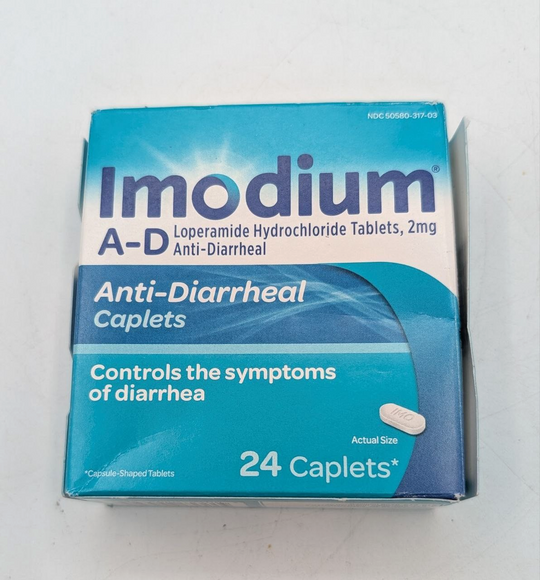 NDC 50580-317-03
Imodium®
A-D Loperamide Hydrochloride Tablets, 2mg
Anti-Diarrheal
Anti-Diarrheal
Caplets
Controls the symptoms
of diarrhea
IMO
Actual Size
*Capsule-Shaped Tablets
24 Caplets*